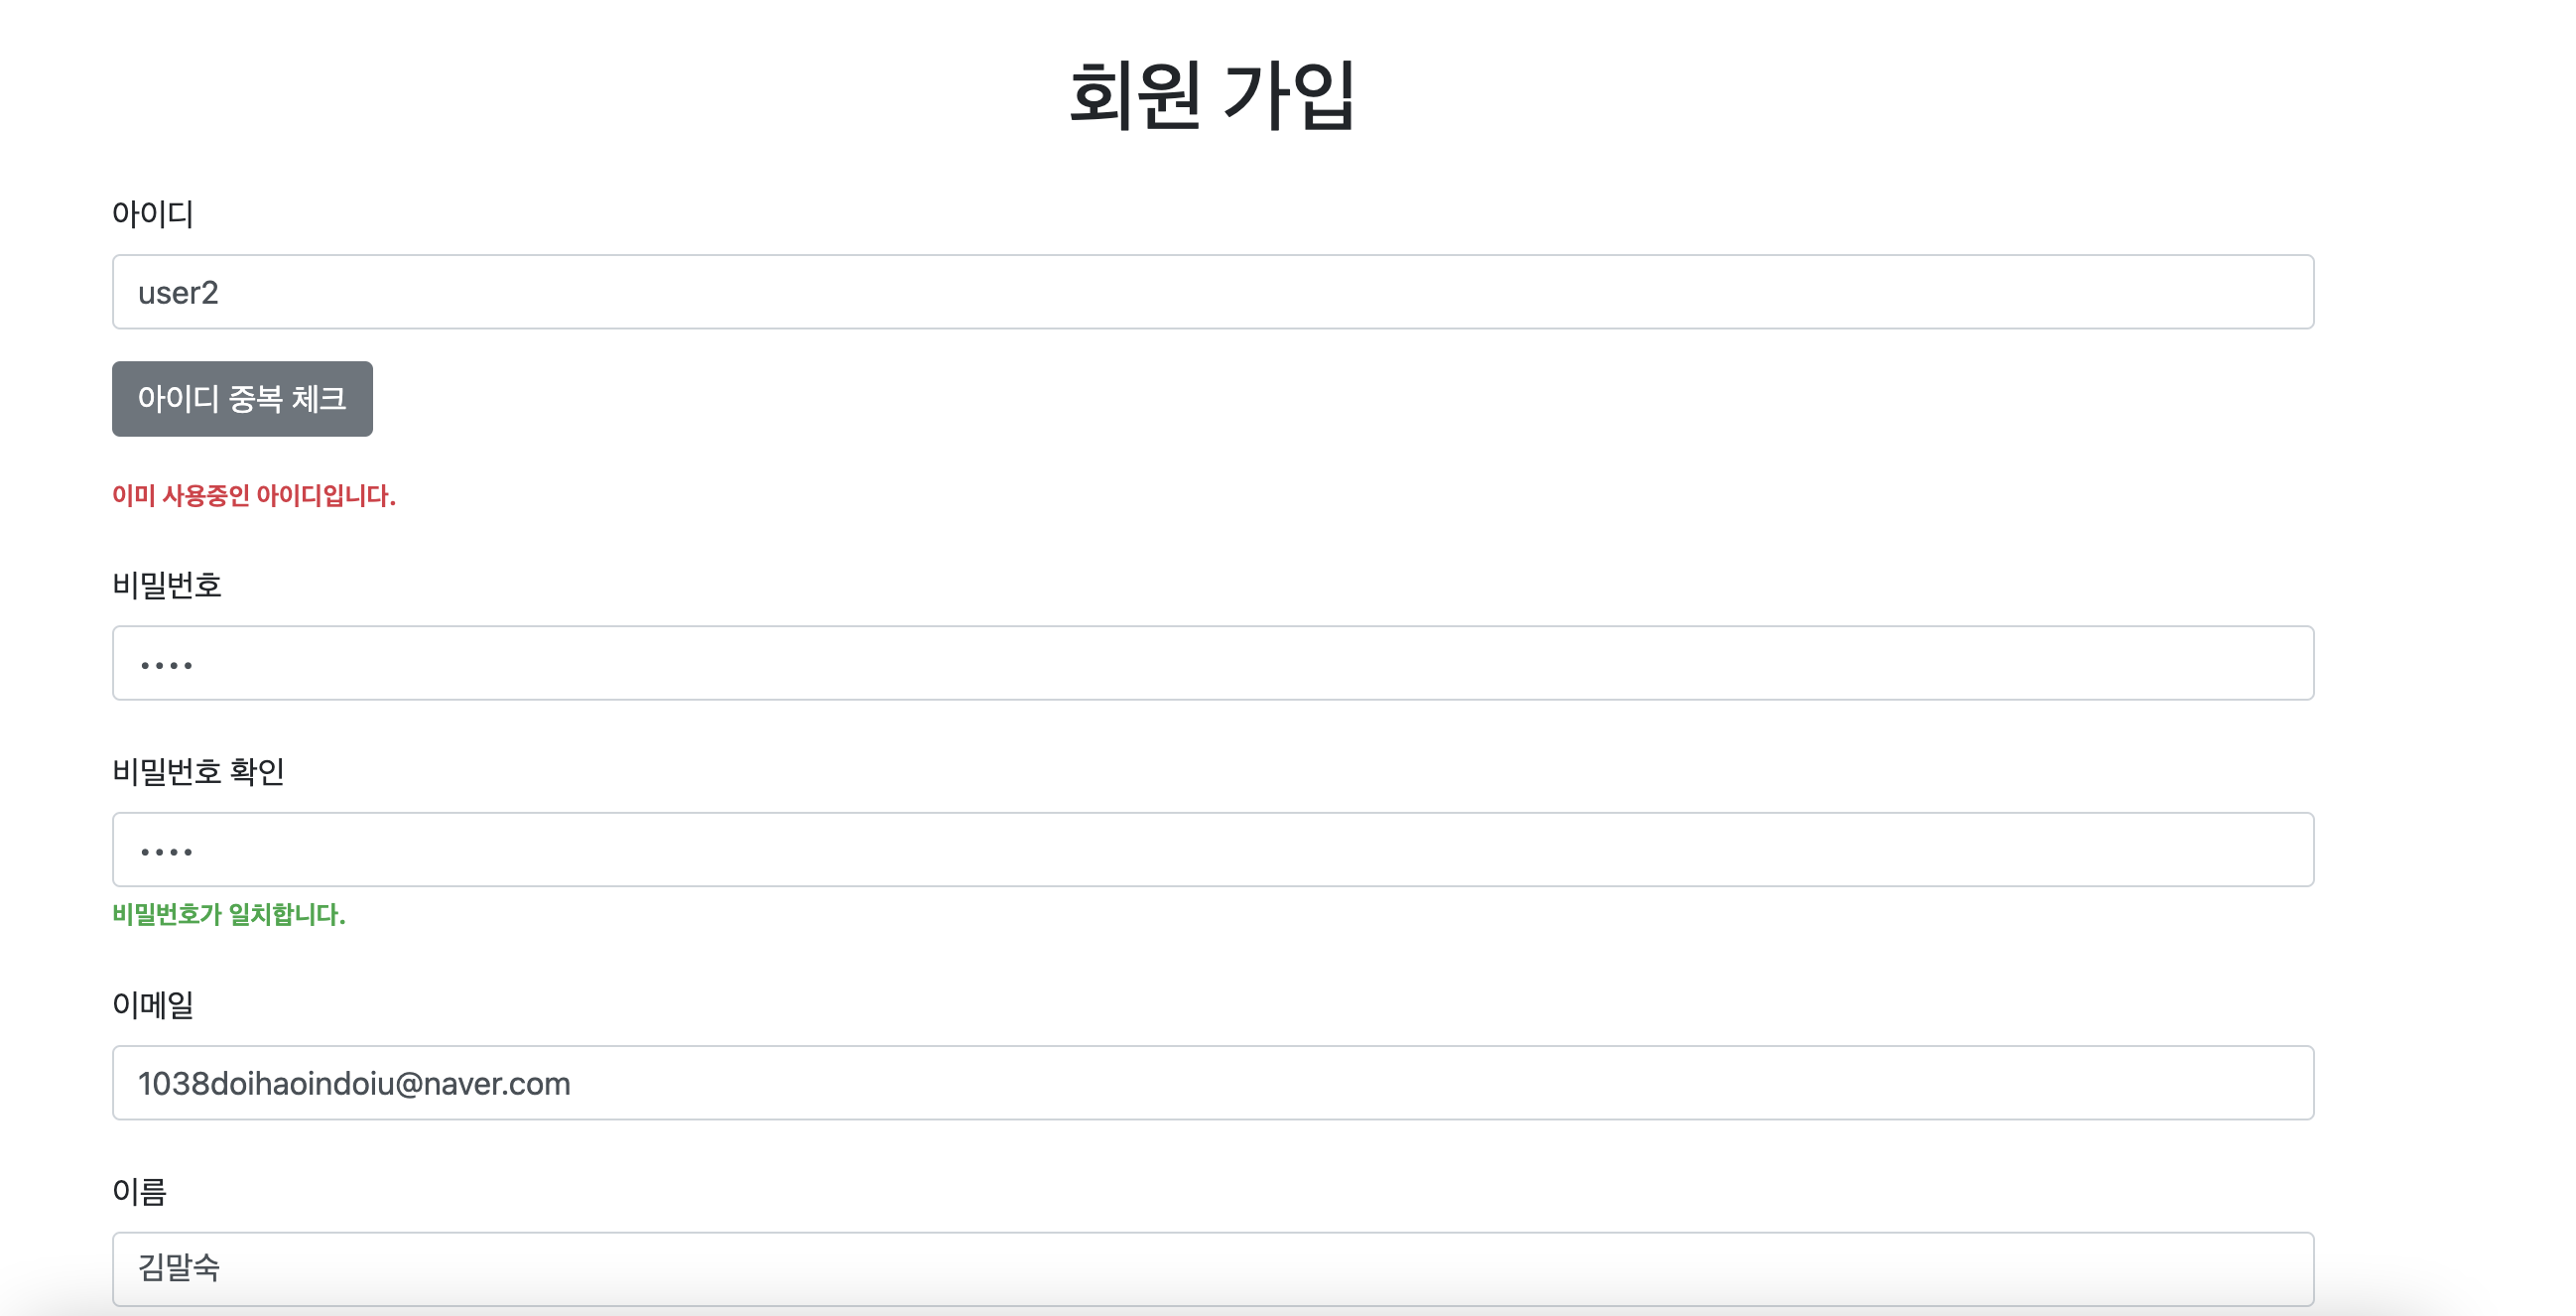 회원 가입
아이디
user2
아이디 중복 체크
이미 사용중인 아이디입니다.
비밀번호
••••
비밀번호 확인
••••
비밀번호가 일치합니다.
이메일
1038doihaoindoiu@naver.com
이름
김말숙